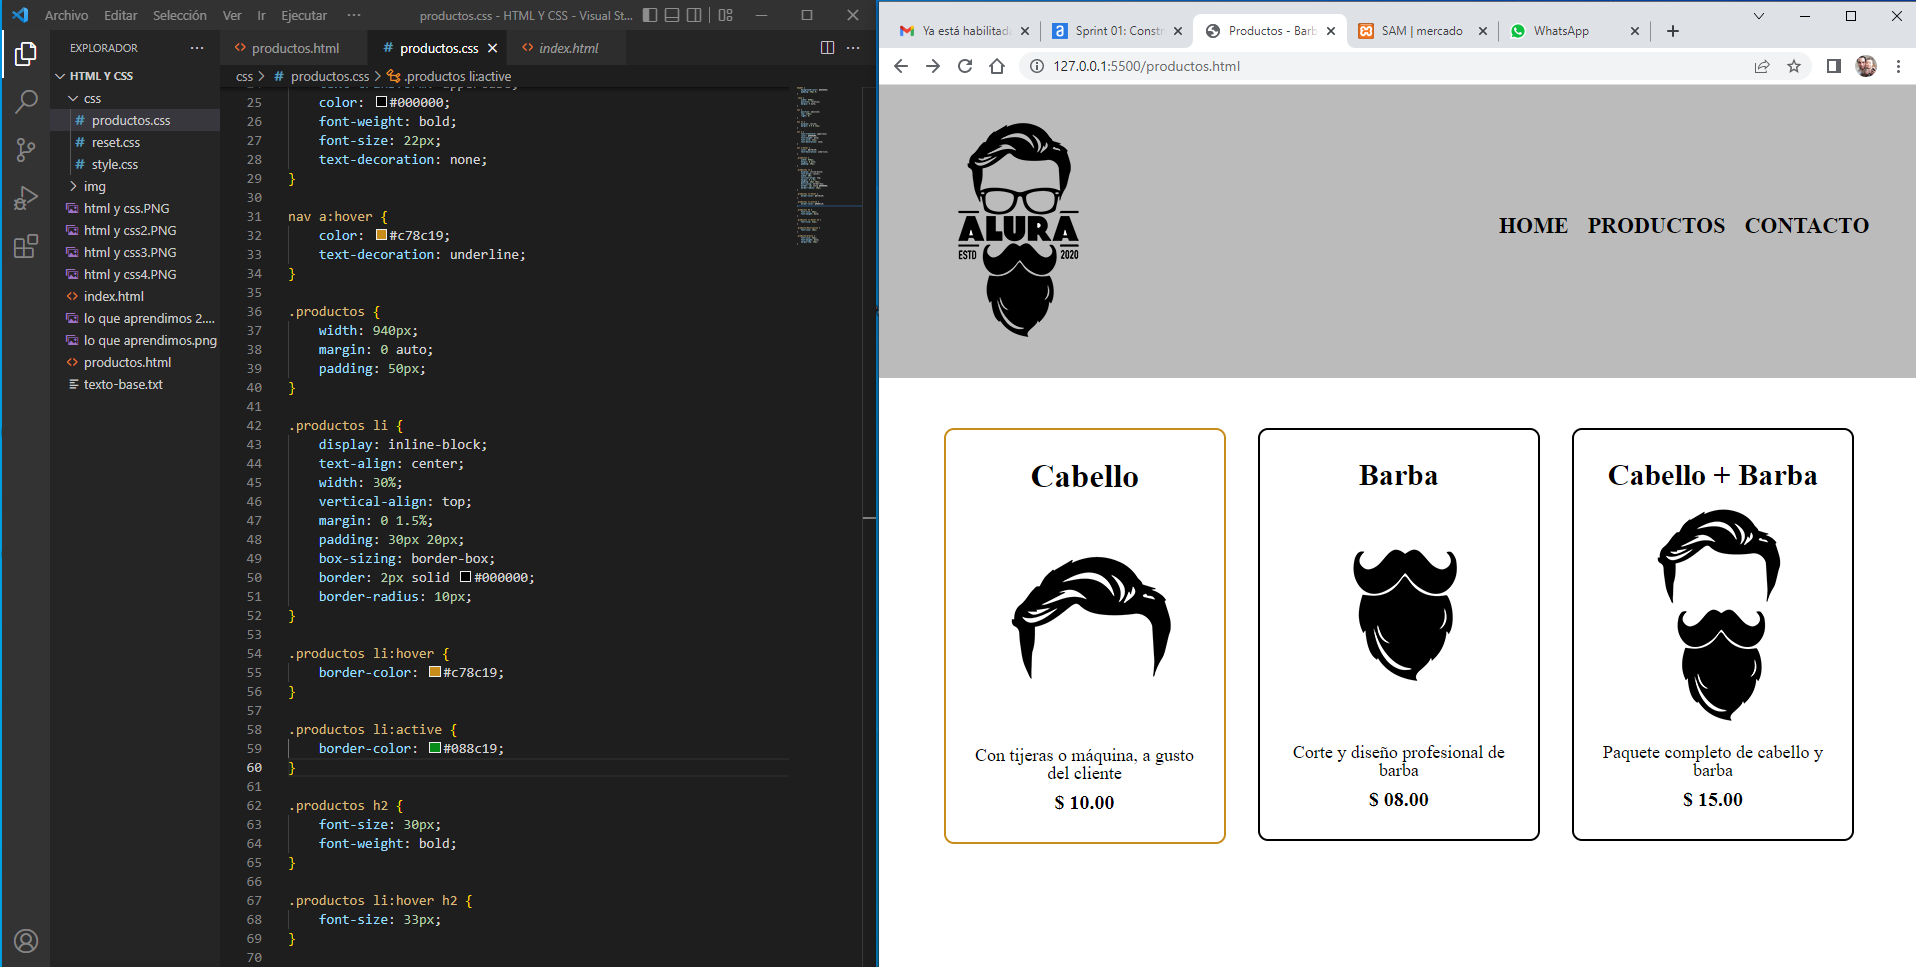 Archivo Editar Selección Ver Ir Ejecutar ··· productos.css - HTML Y CSS - Visual St...
EXPLORADOR ···
HTML Y CSS
css
# productos.css
# reset.css
# style.css
img
html y css.PNG
html y css2.PNG
html y css3.PNG
html y css4.PNG
<> index.html
lo que aprendimos 2....
lo que aprendimos.png
<> productos.html
texto-base.txt
<> productos.html # productos.css <> index.html ···
css > # productos.css > .productos li:active
25 color: #000000;
26 font-weight: bold;
27 font-size: 22px;
28 text-decoration: none;
29 }
30
31 nav a:hover {
32 color: #c78c19;
33 text-decoration: underline;
34 }
35
36 .productos {
37 width: 940px;
38 margin: 0 auto;
39 padding: 50px;
40 }
41
42 .productos li {
43 display: inline-block;
44 text-align: center;
45 width: 30%;
46 vertical-align: top;
47 margin: 0 1.5%;
48 padding: 30px 20px;
49 box-sizing: border-box;
50 border: 2px solid #000000;
51 border-radius: 10px;
52 }
53
54 .productos li:hover {
55 border-color: #c78c19;
56 }
57
58 .productos li:active {
59 border-color: #088c19;
60 }
61
62 .productos h2 {
63 font-size: 30px;
64 font-weight: bold;
65 }
66
67 .productos li:hover h2 {
68 font-size: 33px;
69 }
70
Ya está habilitada Sprint 01: Constr Productos - Barb SAM | mercado WhatsApp
127.0.0.1:5500/productos.html
ALURA
ESTD 2020
HOME PRODUCTOS CONTACTO
Cabello
Con tijeras o máquina, a gusto
del cliente
$ 10.00
Barba
Corte y diseño profesional de
barba
$ 08.00
Cabello + Barba
Paquete completo de cabello y
barba
$ 15.00